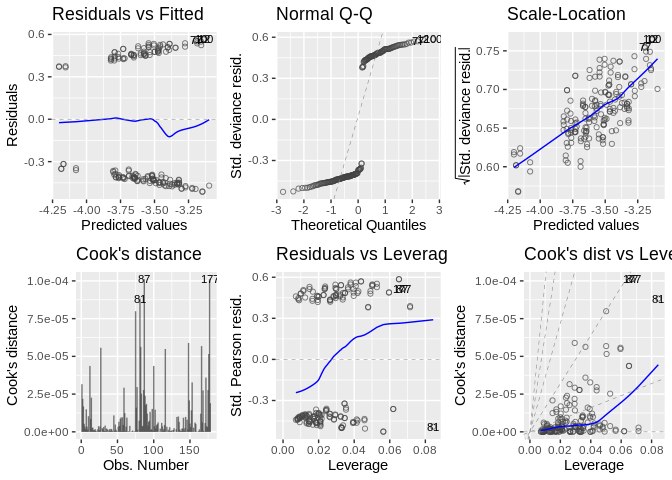 Residuals vs Fitted
Residuals
0.6
0.3
0.0
-0.3
-4.25
-4.00
-3.75
-3.50
-3.25
Predicted values
Normal Q-Q
Std. deviance resid.
0.6
0.3
0.0
-0.3
-3
-2
-1
0
1
2
3
Theoretical Quantiles
Scale-Location
√|Std. deviance resid.|
0.75
0.70
0.65
0.60
-4.25
-4.00
-3.75
-3.50
-3.25
Predicted values
Cook's distance
Cook's distance
1.0e-04
7.5e-05
5.0e-05
2.5e-05
0.0e+00
87
177
81
0
50
100
150
Obs. Number
Residuals vs Leverag
Std. Pearson resid.
0.6
0.3
0.0
-0.3
81
0.00
0.02
0.04
0.06
0.08
Leverage
Cook's dist vs Leve
Cook's distance
1.0e-04
7.5e-05
5.0e-05
2.5e-05
0.0e+00
81
0.00
0.02
0.04
0.06
0.08
Leverage